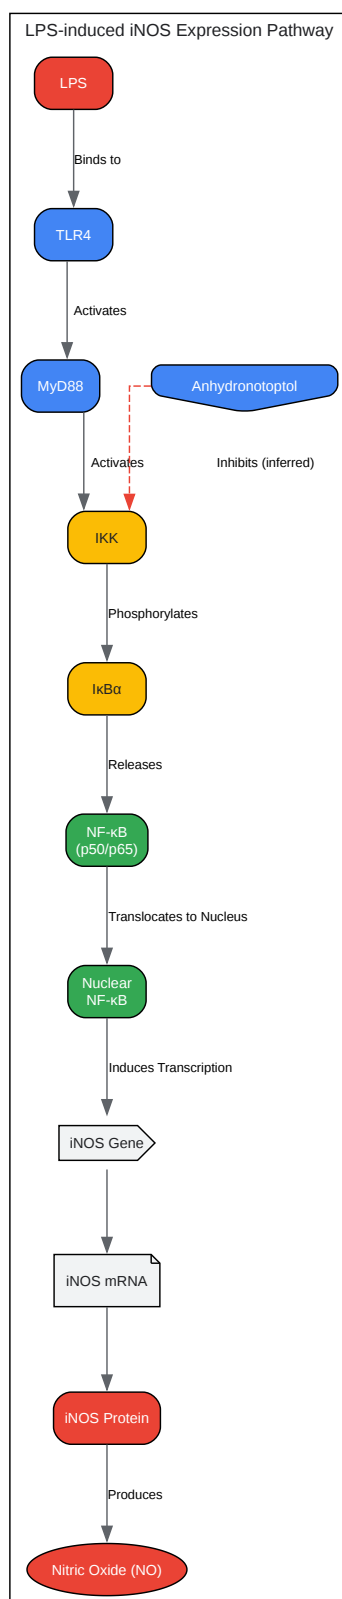 LPS-induced iNOS Expression Pathway
LPS
Binds to
TLR4
Activates
MyD88
Anhydronotoptol
Activates
Inhibits (inferred)
IKK
Phosphorylates
IκBα
Releases
NF-κB
(p50/p65)
Translocates to Nucleus
Nuclear
NF-κB
Induces Transcription
iNOS Gene
iNOS mRNA
iNOS Protein
Produces
Nitric Oxide (NO)